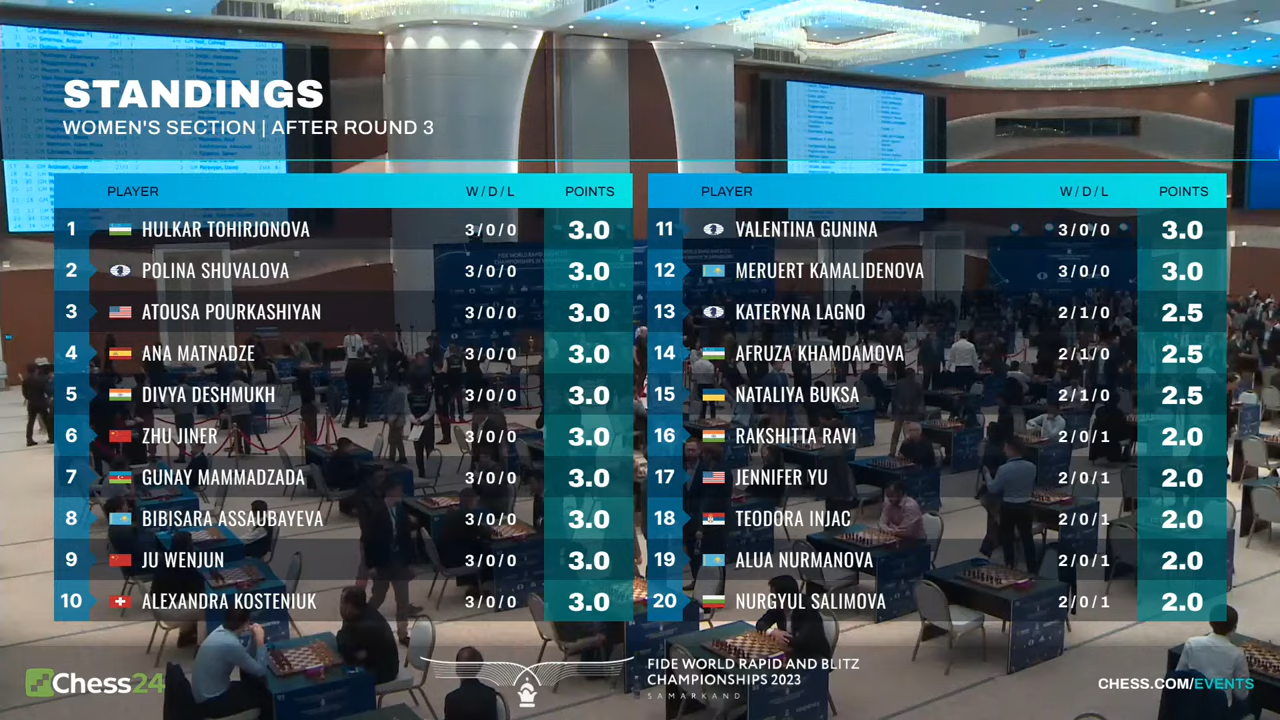 STANDINGS
WOMEN'S SECTION | AFTER ROUND 3
PLAYER W / D / L POINTS
1 HULKAR TOHIRJONOVA 3/0/0 3.0
2 POLINA SHUVALOVA 3/0/0 3.0
3 ATOUSA POURKASHIYAN 3/0/0 3.0
4 ANA MATNADZE 3/0/0 3.0
5 DIVYA DESHMUKH 3/0/0 3.0
6 ZHU JINER 3/0/0 3.0
7 GUNAY MAMMADZADA 3/0/0 3.0
8 BIBISARA ASSAUBAYEVA 3/0/0 3.0
9 JU WENJUN 3/0/0 3.0
10 ALEXANDRA KOSTENIUK 3/0/0 3.0
PLAYER W / D / L POINTS
11 VALENTINA GUNINA 3/0/0 3.0
12 MERUERT KAMALIDENOVA 3/0/0 3.0
13 KATERYNA LAGNO 2/1/0 2.5
14 AFRUZA KHAMDAMOVA 2/1/0 2.5
15 NATALIYA BUKSA 2/1/0 2.5
16 RAKSHITTA RAVI 2/0/1 2.0
17 JENNIFER YU 2/0/1 2.0
18 TEODORA INJAC 2/0/1 2.0
19 ALUA NURMANOVA 2/0/1 2.0
20 NURGYUL SALIMOVA 2/0/1 2.0
Chess24
FIDE WORLD RAPID AND BLITZ
CHAMPIONSHIPS 2023
SAMARKAND
CHESS.COM/EVENTS